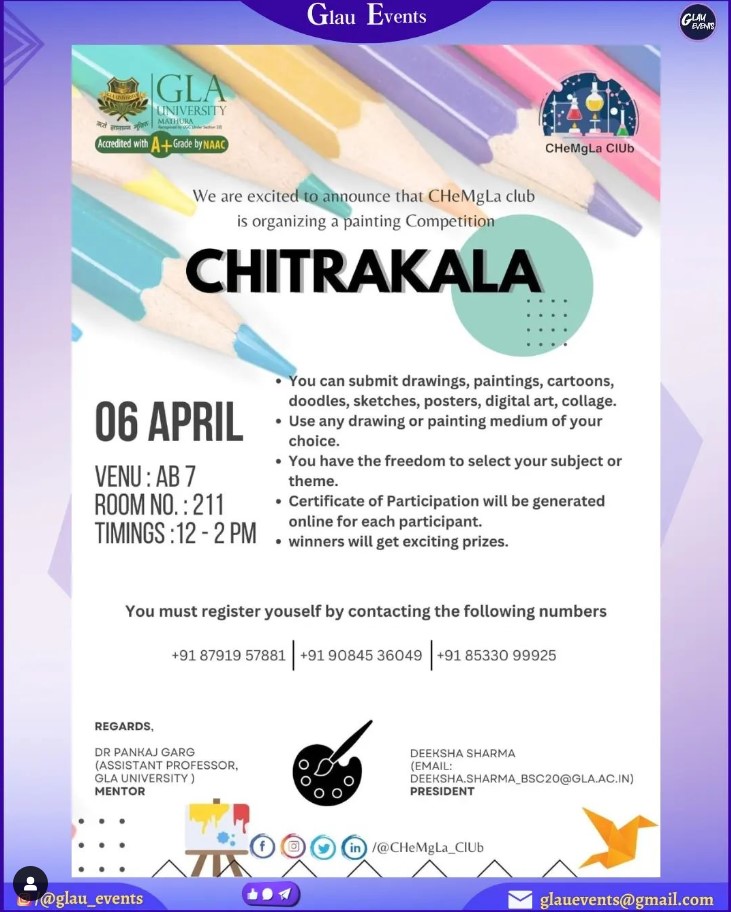 Glau Events
GLAU
EVENTS
GLA
UNIVERSITY
MATHURA
Accredited with A+ Grade by NAAC
CHeMgLa ClUb
We are excited to announce that CHeMgLa club
is organizing a painting Competition
CHITRAKALA
06 APRIL
VENU : AB 7
ROOM NO. : 211
TIMINGS :12 - 2 PM
• You can submit drawings, paintings, cartoons,
doodles, sketches, posters, digital art, collage.
• Use any drawing or painting medium of your
choice.
• You have the freedom to select your subject or
theme.
• Certificate of Participation will be generated
online for each participant.
• winners will get exciting prizes.
You must register youself by contacting the following numbers
+91 87919 57881 | +91 90845 36049 | +91 85330 99925
REGARDS,
DR PANKAJ GARG
(ASSISTANT PROFESSOR,
GLA UNIVERSITY )
MENTOR
DEEKSHA SHARMA
(EMAIL:
DEEKSHA.SHARMA_BSC20@GLA.AC.IN)
PRESIDENT
/@CHeMgLa_ClUb
/@glau_events
glauevents@gmail.com